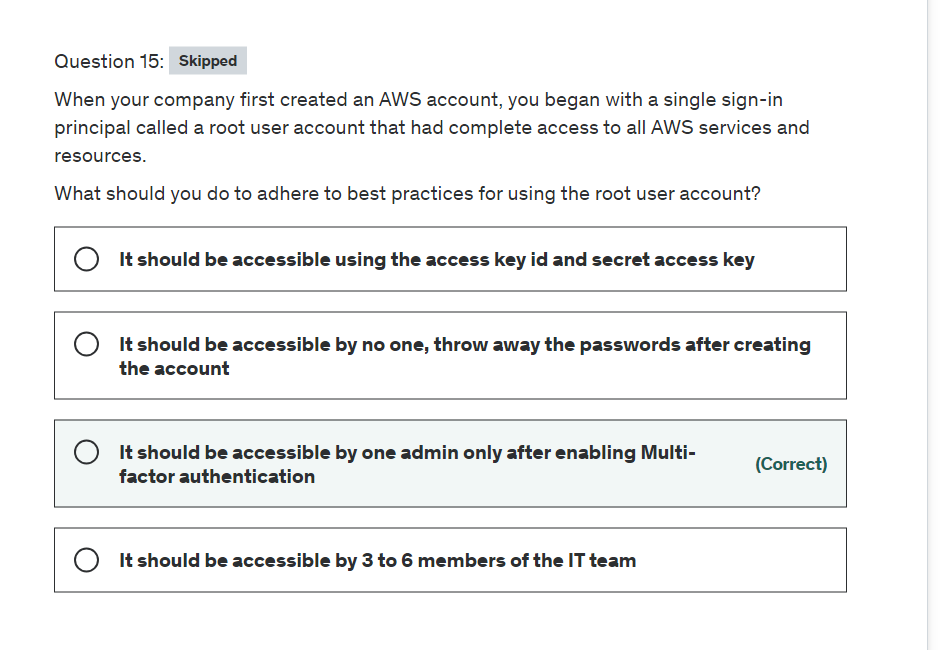 Question 15: Skipped
When your company first created an AWS account, you began with a single sign-in
principal called a root user account that had complete access to all AWS services and
resources.
What should you do to adhere to best practices for using the root user account?
It should be accessible using the access key id and secret access key
It should be accessible by no one, throw away the passwords after creating
the account
It should be accessible by one admin only after enabling Multi-
factor authentication
(Correct)
It should be accessible by 3 to 6 members of the IT team